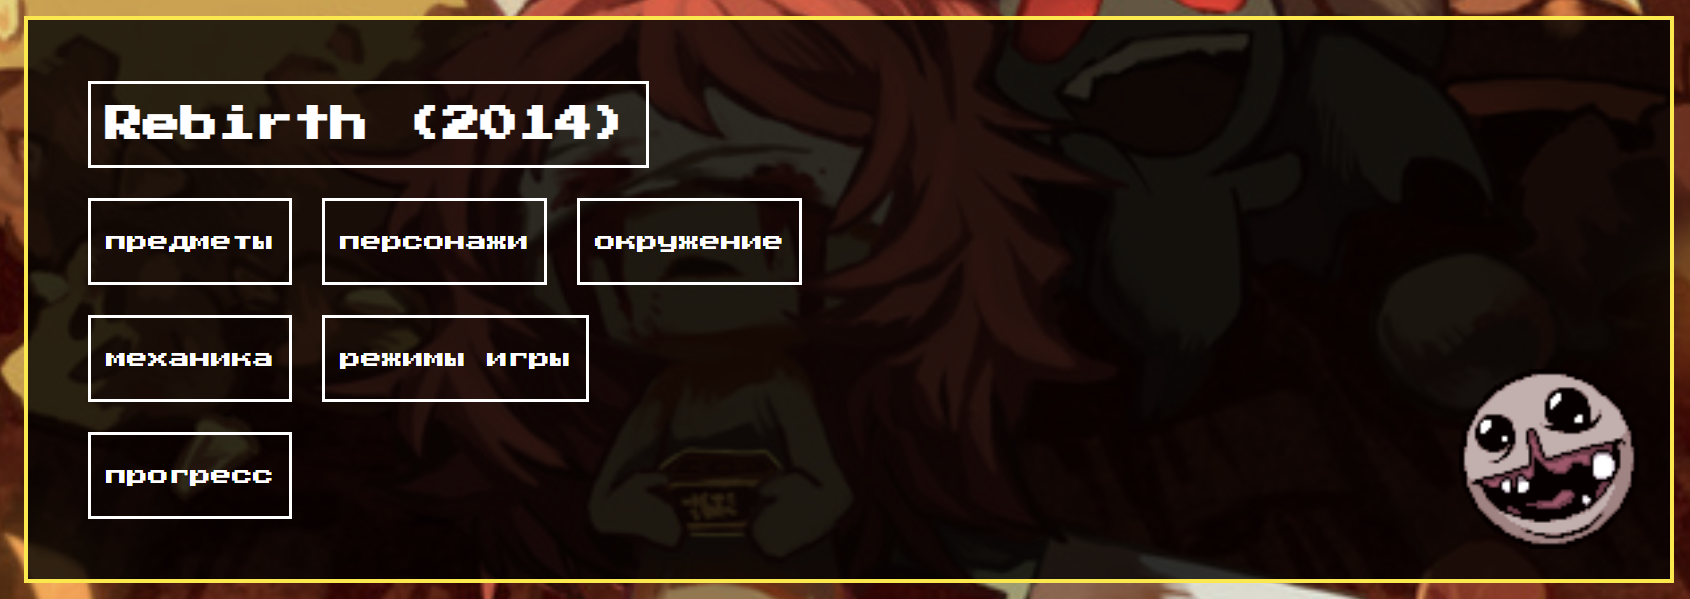 Rebirth (2014)
предметы персонажи окружение
механика режимы игры
прогресс